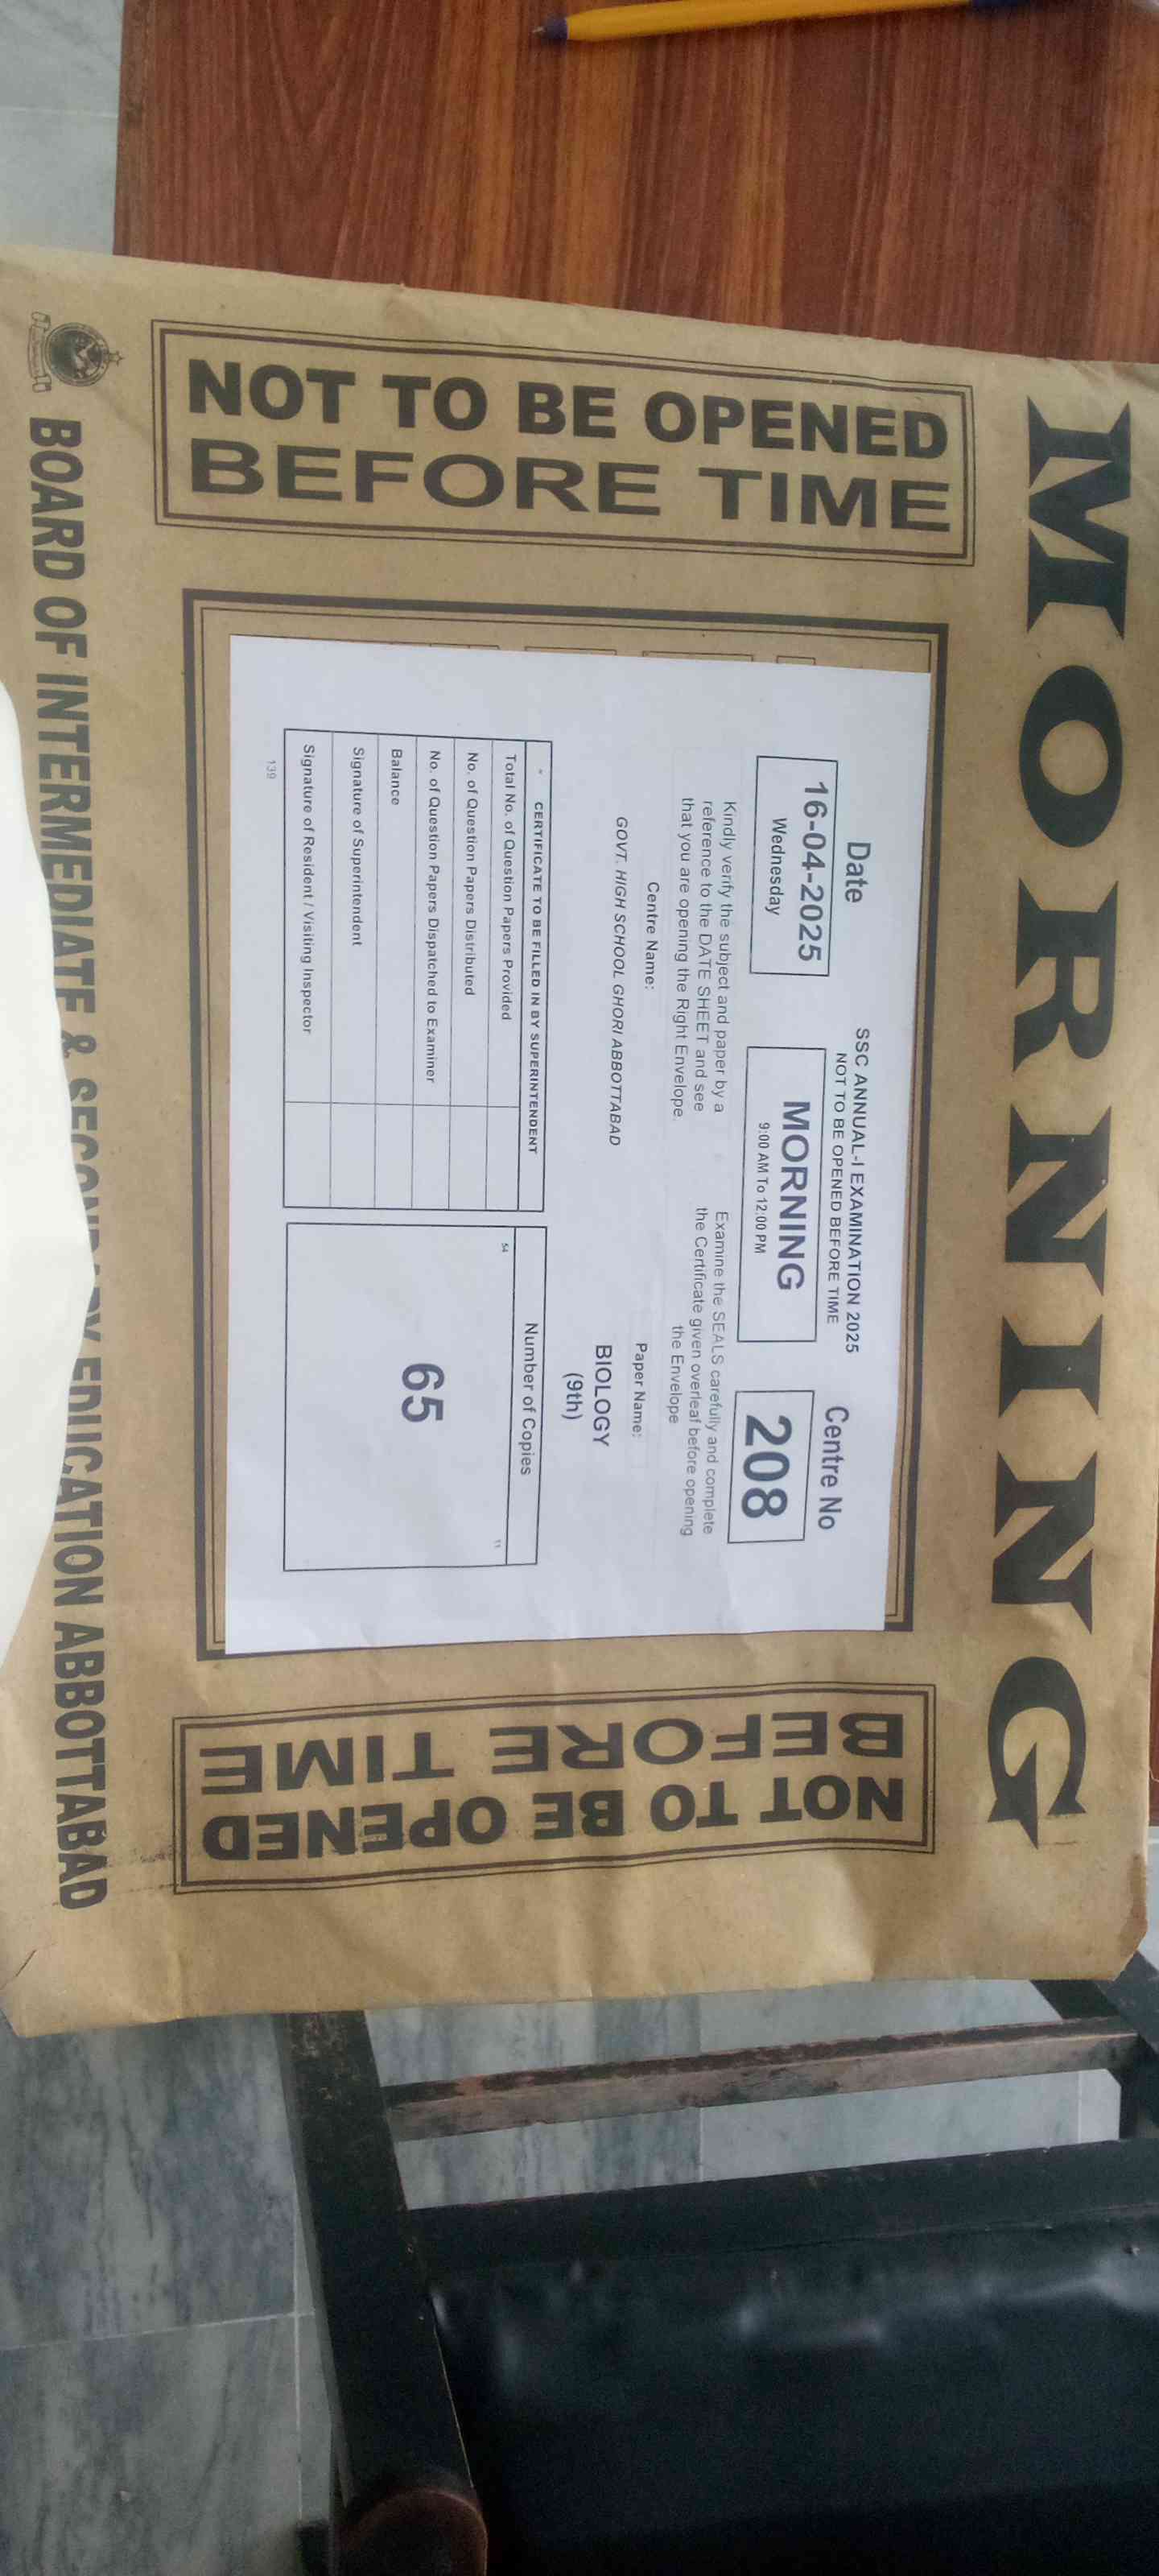 MORNING
NOT TO BE OPENED
BEFORE TIME
Date
16-04-2025
Wednesday
SSC ANNUAL-I EXAMINATION 2025
NOT TO BE OPENED BEFORE TIME
MORNING
9:00 AM To 12:00 PM
Centre No
208
Kindly verify the subject and paper by a
reference to the DATE SHEET and see
that you are opening the Right Envelope.
Examine the SEALS carefully and complete
the Certificate given overleaf before opening
the Envelope
Centre Name:
GOVT. HIGH SCHOOL GHORI ABBOTTABAD
Paper Name:
BIOLOGY
(9th)
CERTIFICATE TO BE FILLED IN BY SUPERINTENDENT
Total No. of Question Papers Provided
No. of Question Papers Distributed
No. of Question Papers Dispatched to Examiner
Balance
Signature of Superintendent
Signature of Resident / Visiting Inspector
139
Number of Copies
54
11
65
NOT TO BE OPENED
BEFORE TIME
BOARD OF INTERMEDIATE & SECONDARY EDUCATION ABBOTTABAD